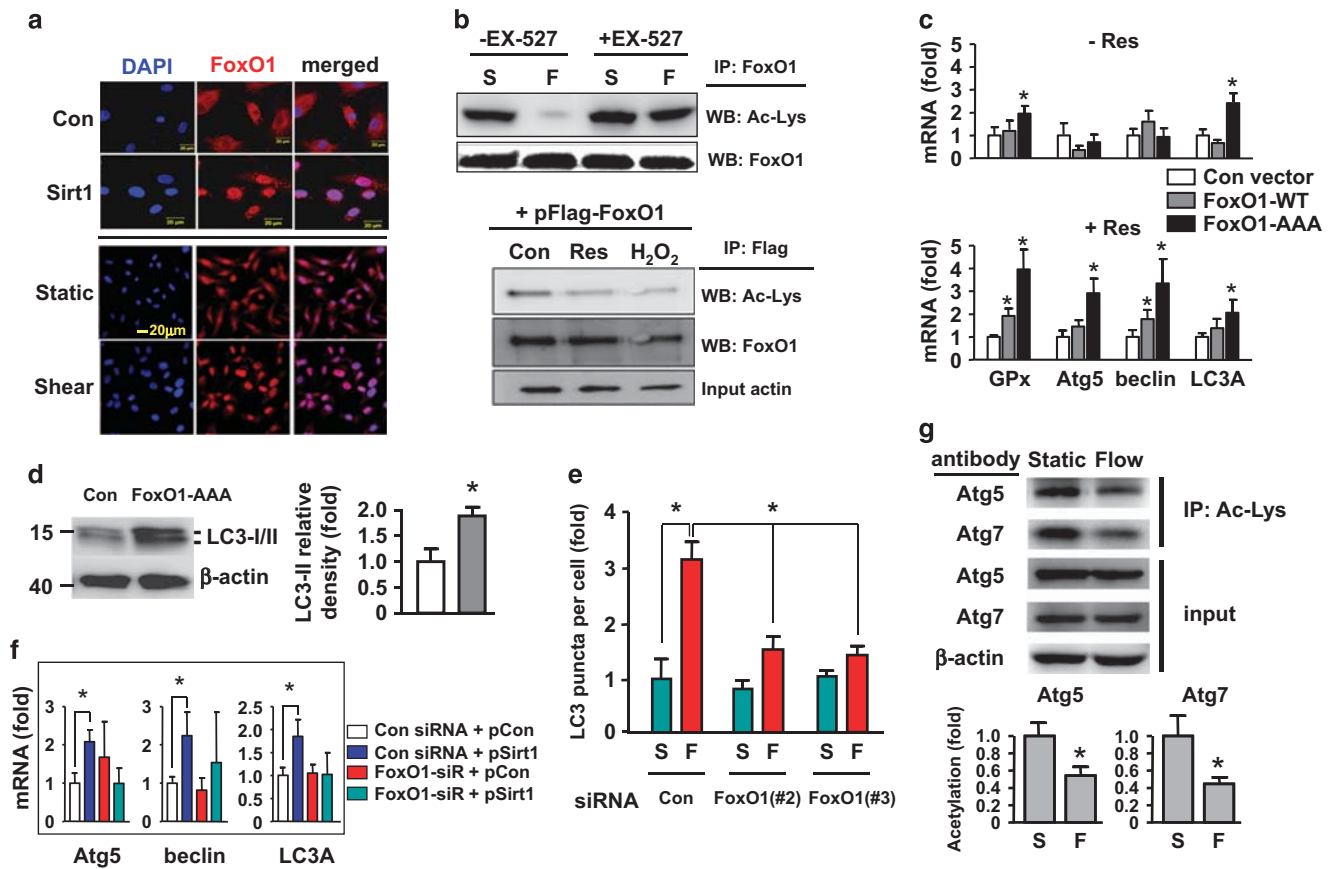 a
DAPI FoxO1 merged
Con
Sirt1
Static
20μm
Shear
b
-EX-527 +EX-527
S F S F
IP: FoxO1
WB: Ac-Lys
WB: FoxO1
+ pFlag-FoxO1
Con Res H2O2
IP: Flag
WB: Ac-Lys
WB: FoxO1
Input actin
c
- Res
mRNA (fold)
5
4
3
2
1
0
* *
Con vector
FoxO1-WT
FoxO1-AAA
+ Res
mRNA (fold)
5
4
3
2
1
0
* * * * * *
GPx Atg5 beclin LC3A
d
Con FoxO1-AAA
15
LC3-I/II
40
β-actin
LC3-II relative density (fold)
2.0
1.5
1.0
0.5
0
*
e
LC3 puncta per cell (fold)
4
3
2
1
0
* *
S F S F S F
siRNA Con FoxO1(#2) FoxO1(#3)
f
mRNA (fold)
3
2
1
0
*
3
2
1
0
*
2.5
2.0
1.5
1.0
0.5
0.0
*
Atg5 beclin LC3A
Con siRNA + pCon
Con siRNA + pSirt1
FoxO1-siR + pCon
FoxO1-siR + pSirt1
g
antibody Static Flow
Atg5
Atg7
IP: Ac-Lys
Atg5
Atg7
β-actin
input
Atg5 Atg7
Acetylation (fold)
1.0
0.8
0.6
0.4
0.2
0
*
S F
1.0
0.8
0.6
0.4
0.2
0
*
S F